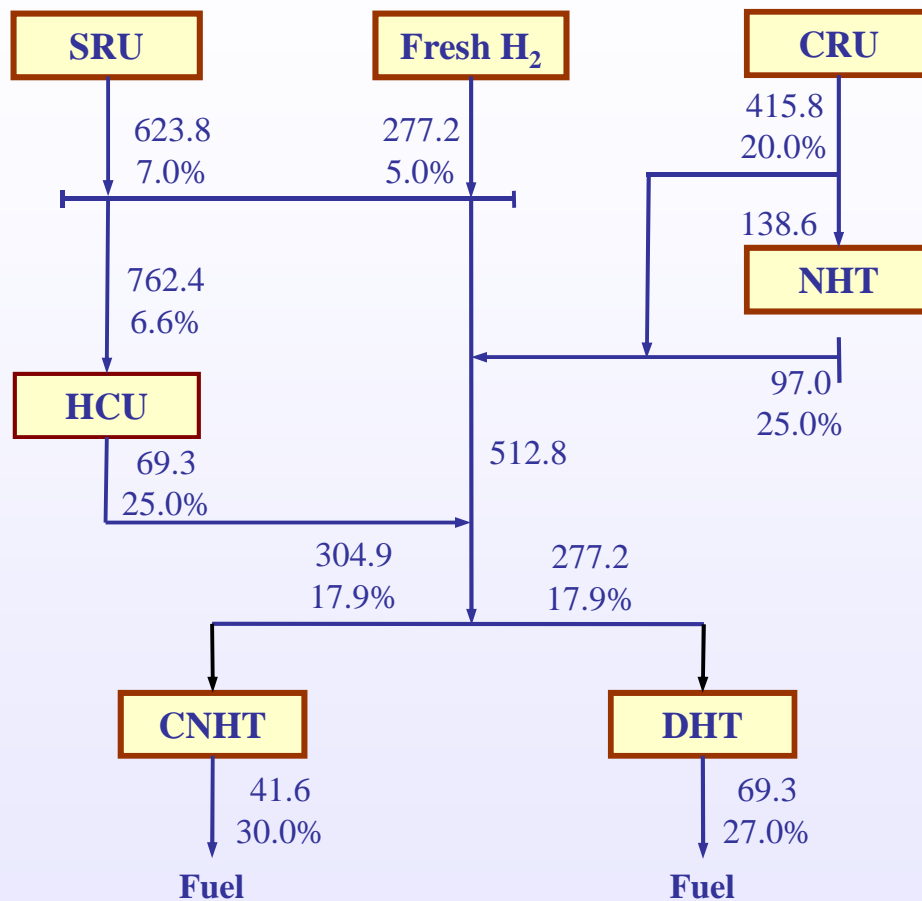 SRU
Fresh H₂
CRU
623.8
7.0%
277.2
5.0%
415.8
20.0%
138.6
NHT
762.4
6.6%
97.0
25.0%
HCU
69.3
25.0%
512.8
304.9
17.9%
277.2
17.9%
CNHT
DHT
41.6
30.0%
69.3
27.0%
Fuel
Fuel